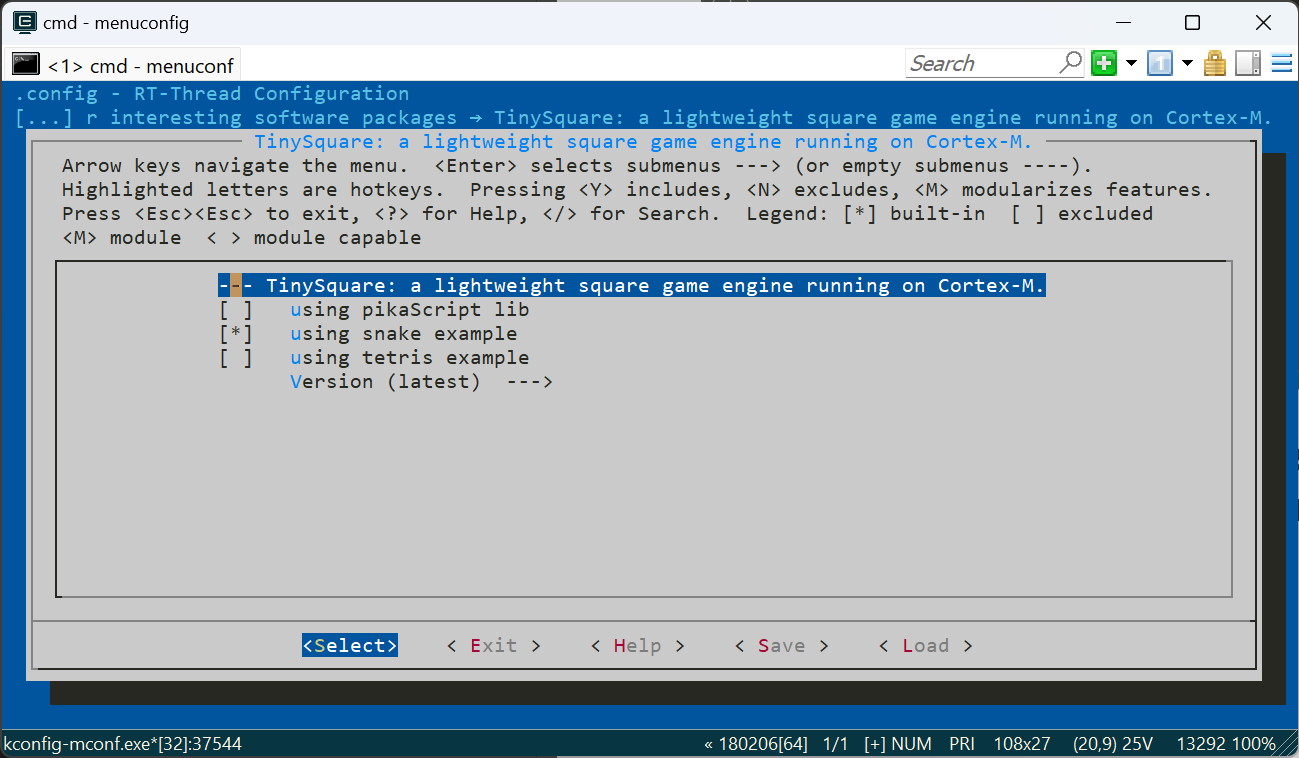 cmd - menuconfig
<1> cmd - menuconf
Search
1
.config - RT-Thread Configuration
[...] r interesting software packages → TinySquare: a lightweight square game engine running on Cortex-M.
TinySquare: a lightweight square game engine running on Cortex-M.
Arrow keys navigate the menu.  <Enter> selects submenus ---> (or empty submenus ----).
Highlighted letters are hotkeys.  Pressing <Y> includes, <N> excludes, <M> modularizes features.
Press <Esc><Esc> to exit, <?> for Help, </> for Search.  Legend: [*] built-in  [ ] excluded
<M> module  < > module capable
--- TinySquare: a lightweight square game engine running on Cortex-M.
[ ]   using pikaScript lib
[*]   using snake example
[ ]   using tetris example
Version (latest)  --->
<Select>    < Exit >    < Help >    < Save >    < Load >
kconfig-mconf.exe*[32]:37544    « 180206[64]  1/1  [+] NUM  PRI  108x27  (20,9) 25V  13292 100%